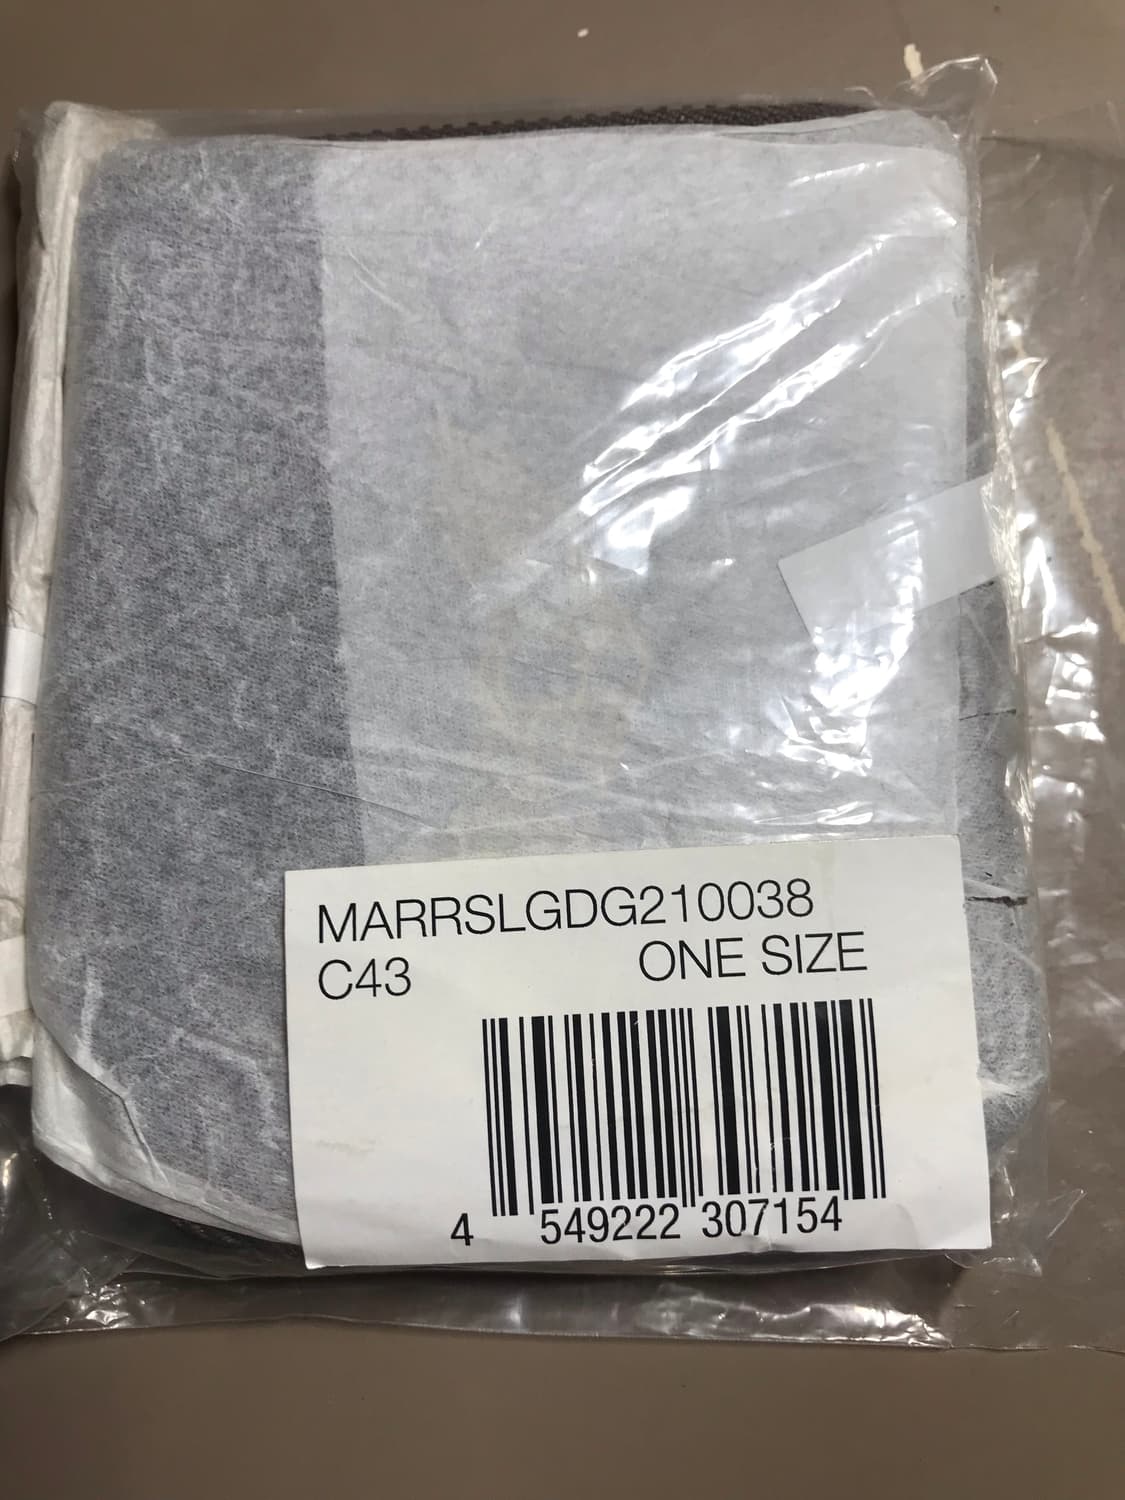 MARRSLGDG210038
C43 ONE SIZE
4 549222 307154